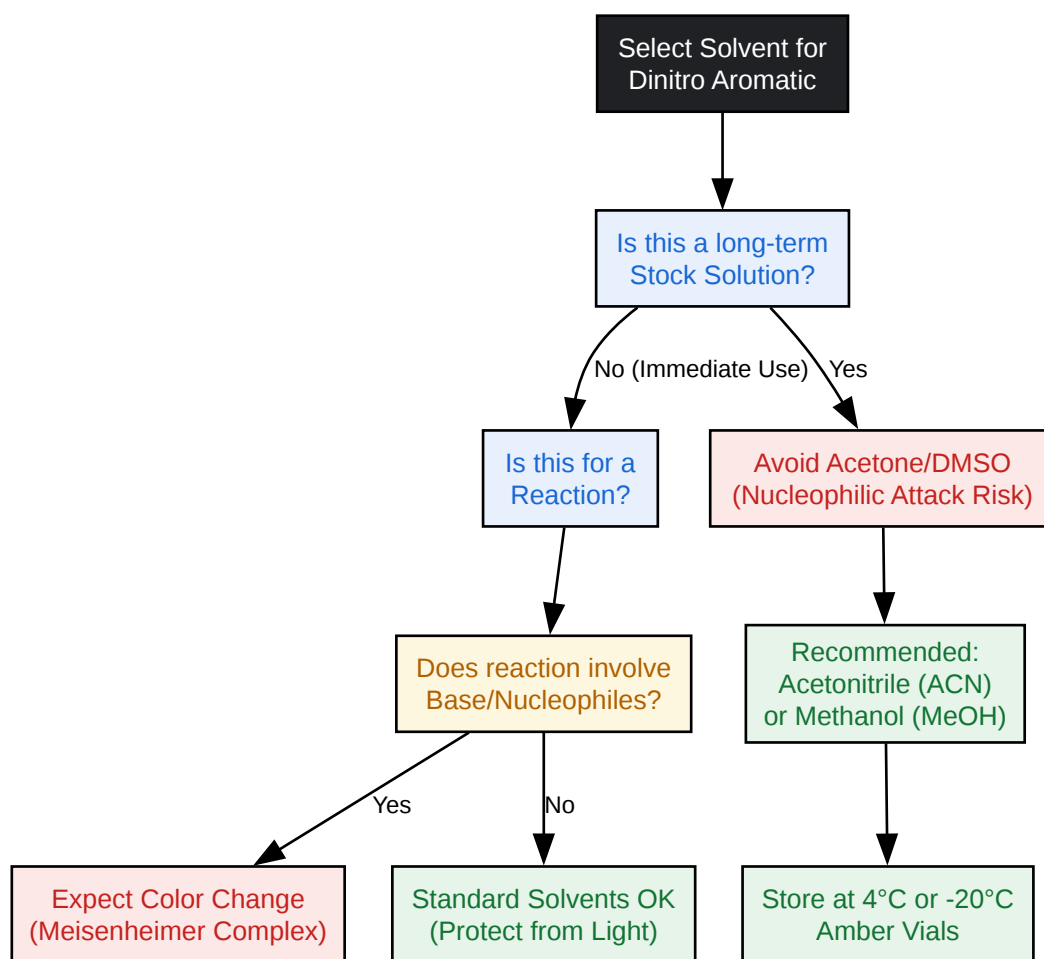 Select Solvent for
Dinitro Aromatic
Is this a long-term
Stock Solution?
No (Immediate Use)
Yes
Is this for a
Reaction?
Avoid Acetone/DMSO
(Nucleophilic Attack Risk)
Does reaction involve
Base/Nucleophiles?
Recommended:
Acetonitrile (ACN)
or Methanol (MeOH)
Yes
No
Expect Color Change
(Meisenheimer Complex)
Standard Solvents OK
(Protect from Light)
Store at 4°C or -20°C
Amber Vials